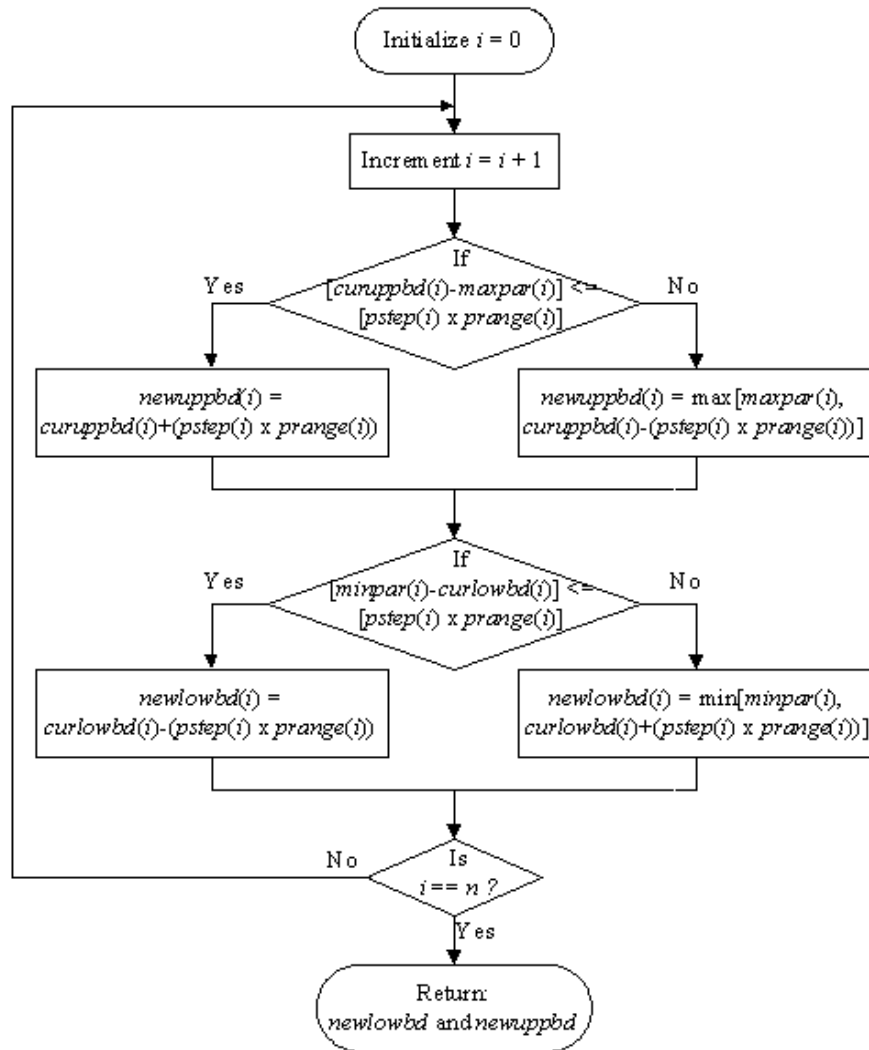 Initialize i = 0
Increment i = i + 1
If
Yes
[curuppbd(i)-maxpar(i)] <=
No
[pstep(i) x prange(i)]
newuppbd(i) =
curuppbd(i)+(pstep(i) x prange(i))
newuppbd(i) = max[maxpar(i),
curuppbd(i)-(pstep(i) x prange(i))]
If
Yes
[minpar(i)-curlowbd(i)] <=
No
[pstep(i) x prange(i)]
newlowbd(i) =
curlowbd(i)-(pstep(i) x prange(i))
newlowbd(i) = min[minpar(i),
curlowbd(i)+(pstep(i) x prange(i))]
No
Is
i == n ?
Yes
Return:
newlowbd and newuppbd